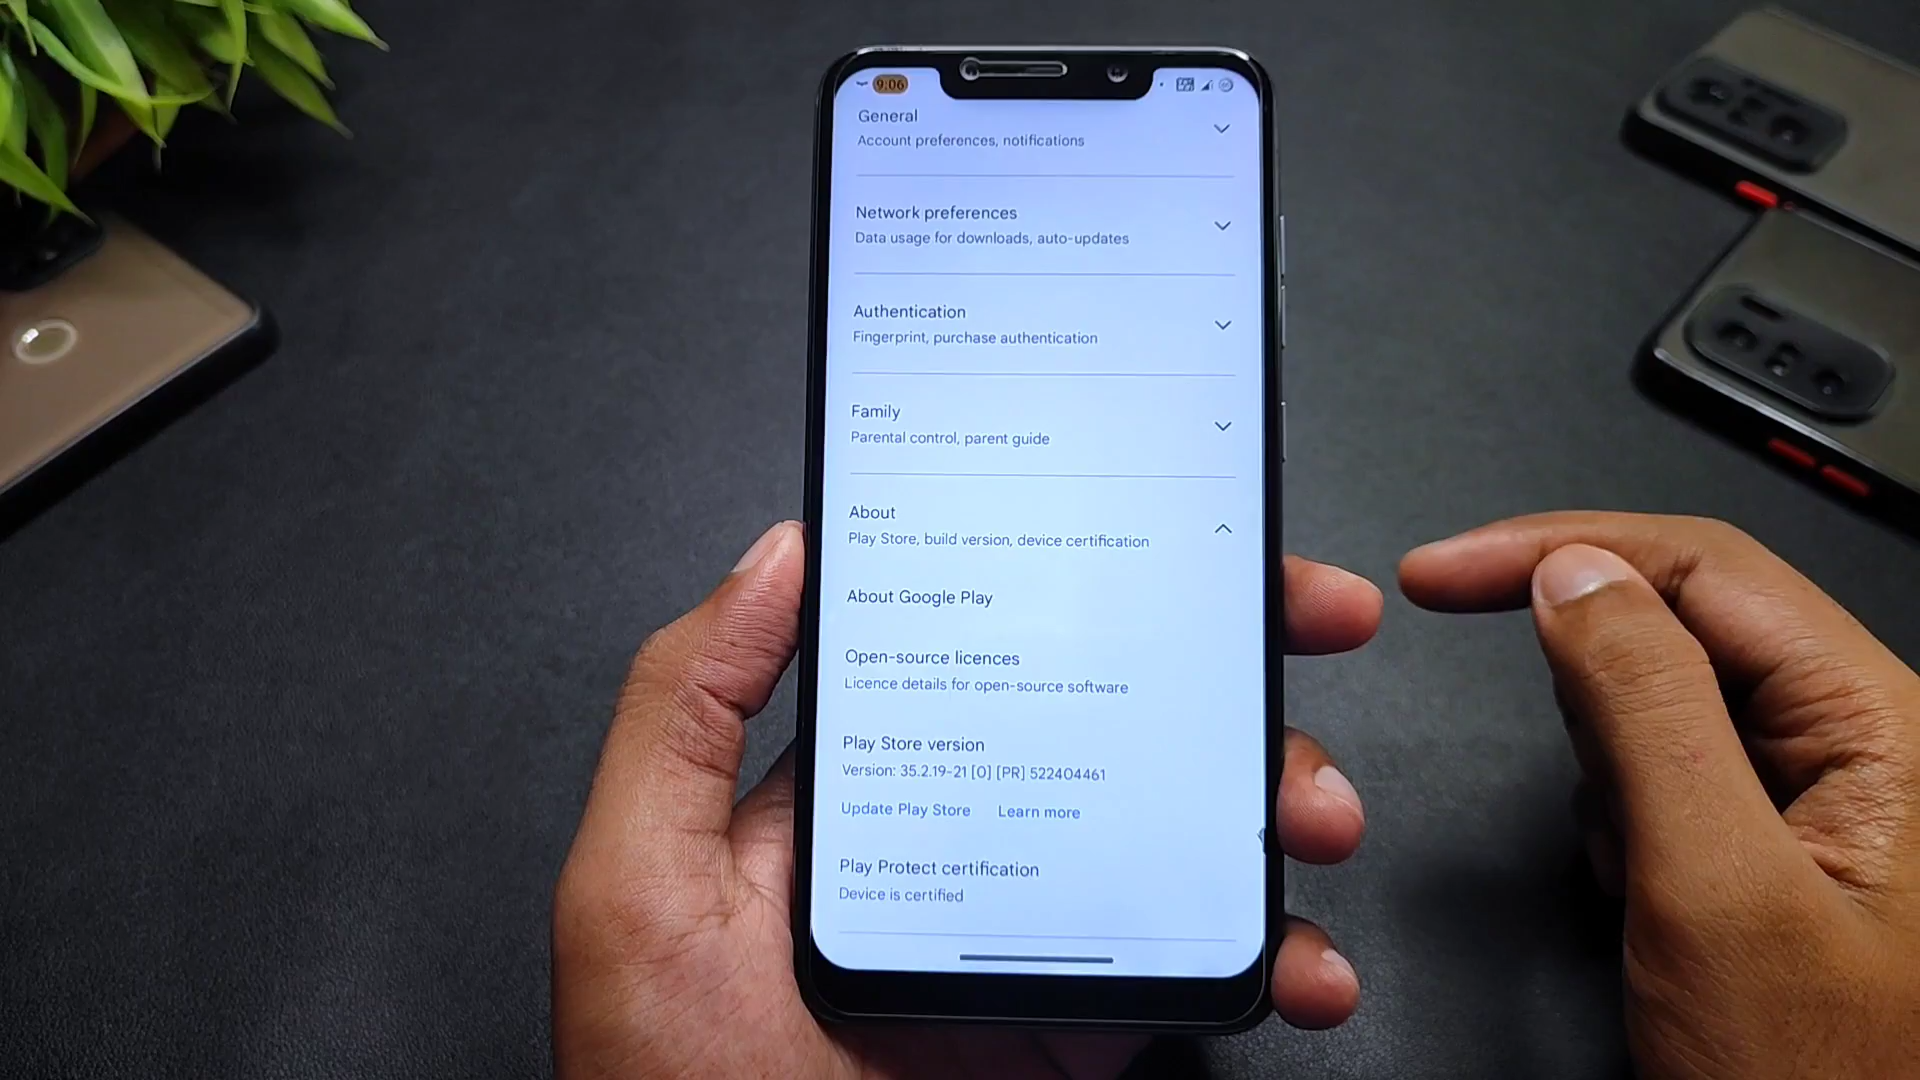 9:06
General
Account preferences, notifications
Network preferences
Data usage for downloads, auto-updates
Authentication
Fingerprint, purchase authentication
Family
Parental control, parent guide
About
Play Store, build version, device certification
About Google Play
Open-source licences
Licence details for open-source software
Play Store version
Version: 35.2.19-21 [0] [PR] 522404461
Update Play Store Learn more
Play Protect certification
Device is certified